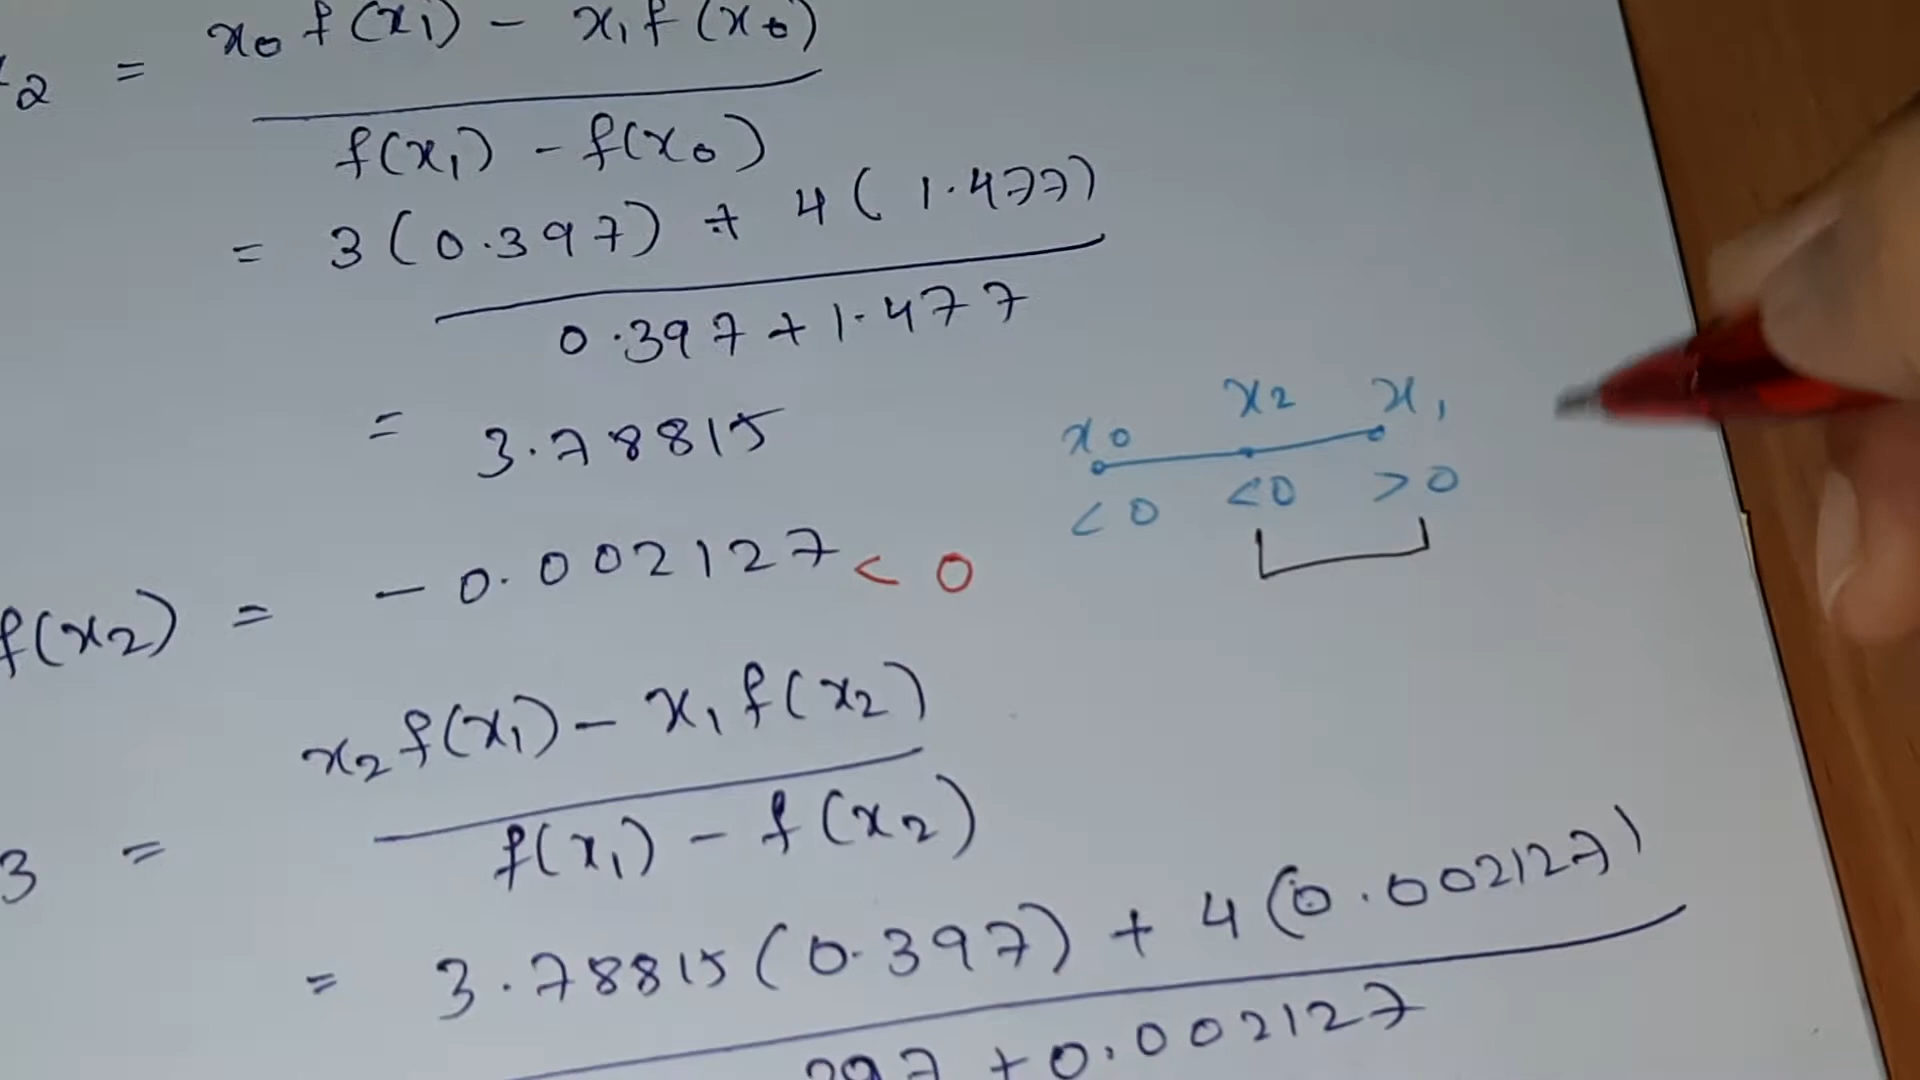 2 = x0 f(x1) - x1 f(x0)
f(x1) - f(x0)
= 3(0.397) + 4(1.477)
0.397 + 1.477
= 3.78815
x0 x2 x1
<0 <0 >0
f(x2) = - 0.002127 < 0
3 = x2 f(x1) - x1 f(x2)
f(x1) - f(x2)
= 3.78815(0.397) + 4(0.002127)
397 + 0.002127